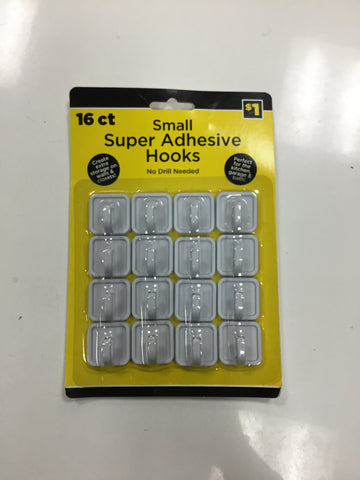 16 ct
$1
Small
Super Adhesive
Hooks
No Drill Needed
Create
extra
storage on
walls &
closets!
Perfect
for the
kitchen,
garage &
bath!